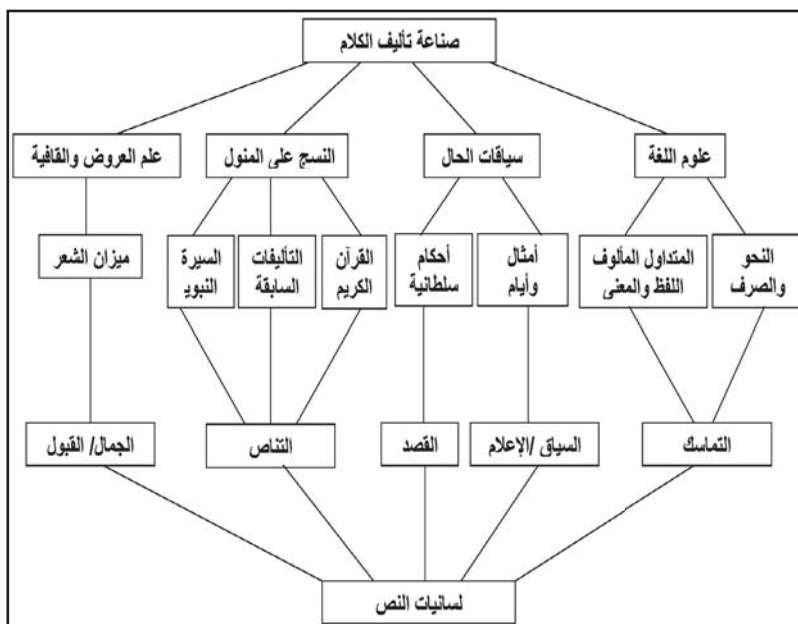 صناعة تأليف الكلام
علوم اللغة
سياقات الحال
النسج على المنول
علم العروض والقافية
النحو
والصرف
المتداول المألوف
اللفظ والمعنى
أمثال
وأيام
أحكام
سلطانية
القرآن
الكريم
التأليفات
السابقة
السيرة
النبوي
ميزان الشعر
التماسك
السياق /الإعلام
القصد
التناص
الجمال/ القبول
لسانيات النص